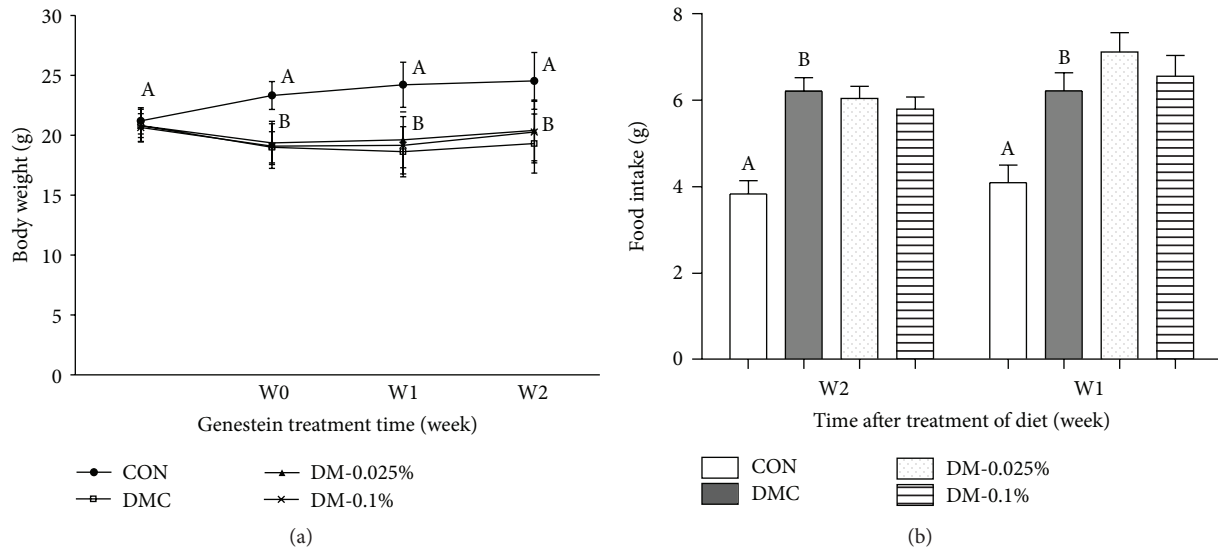 30
25
20
15
10
5
0
Body weight (g)
A
A
A
A
B
B
B
W0
W1
W2
Genestein treatment time (week)
CON
DM-0.025%
DMC
DM-0.1%
(a)
8
6
4
2
0
Food intake (g)
A
B
A
B
W2
W1
Time after treatment of diet (week)
CON
DM-0.025%
DMC
DM-0.1%
(b)